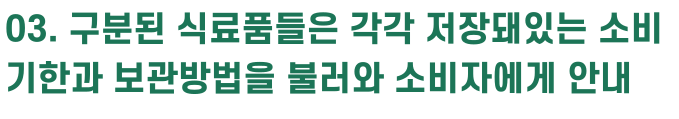 03. 구분된 식료품들은 각각 저장돼있는 소비
기한과 보관방법을 불러와 소비자에게 안내